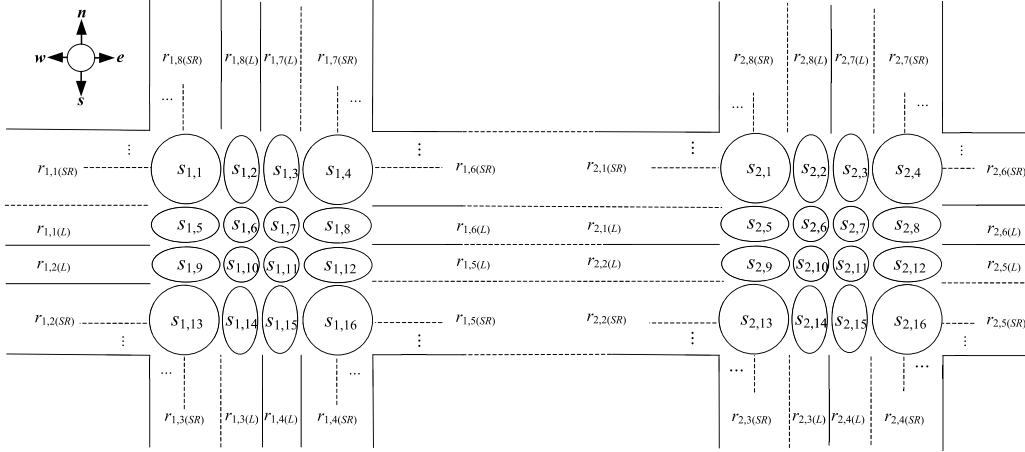 n
w e
s
r1,8(SR) r1,8(L) r1,7(L) r1,7(SR) r2,8(SR) r2,8(L) r2,7(L) r2,7(SR)
... ... ... ...
r1,1(SR) s1,1 s1,2 s1,3 s1,4 r1,6(SR) r2,1(SR) s2,1 s2,2 s2,3 s2,4 r2,6(SR)
r1,1(L) s1,5 s1,6 s1,7 s1,8 r1,6(L) r2,1(L) s2,5 s2,6 s2,7 s2,8 r2,6(L)
r1,2(L) s1,9 s1,10 s1,11 s1,12 r1,5(L) r2,2(L) s2,9 s2,10 s2,11 s2,12 r2,5(L)
r1,2(SR) s1,13 s1,14 s1,15 s1,16 r1,5(SR) r2,2(SR) s2,13 s2,14 s2,15 s2,16 r2,5(SR)
... ... ... ...
r1,3(SR) r1,3(L) r1,4(L) r1,4(SR) r2,3(SR) r2,3(L) r2,4(L) r2,4(SR)